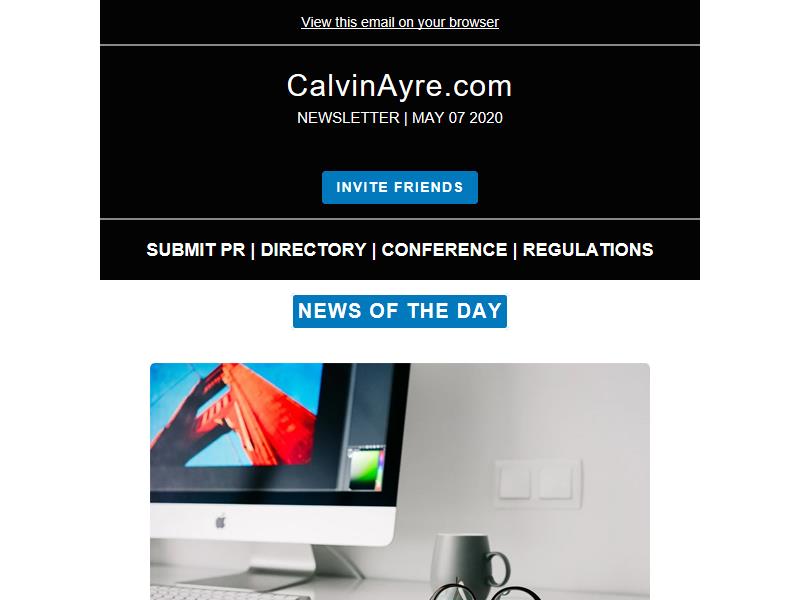 View this email on your browser
CalvinAyre.com
NEWSLETTER | MAY 07 2020
INVITE FRIENDS
SUBMIT PR | DIRECTORY | CONFERENCE | REGULATIONS
NEWS OF THE DAY